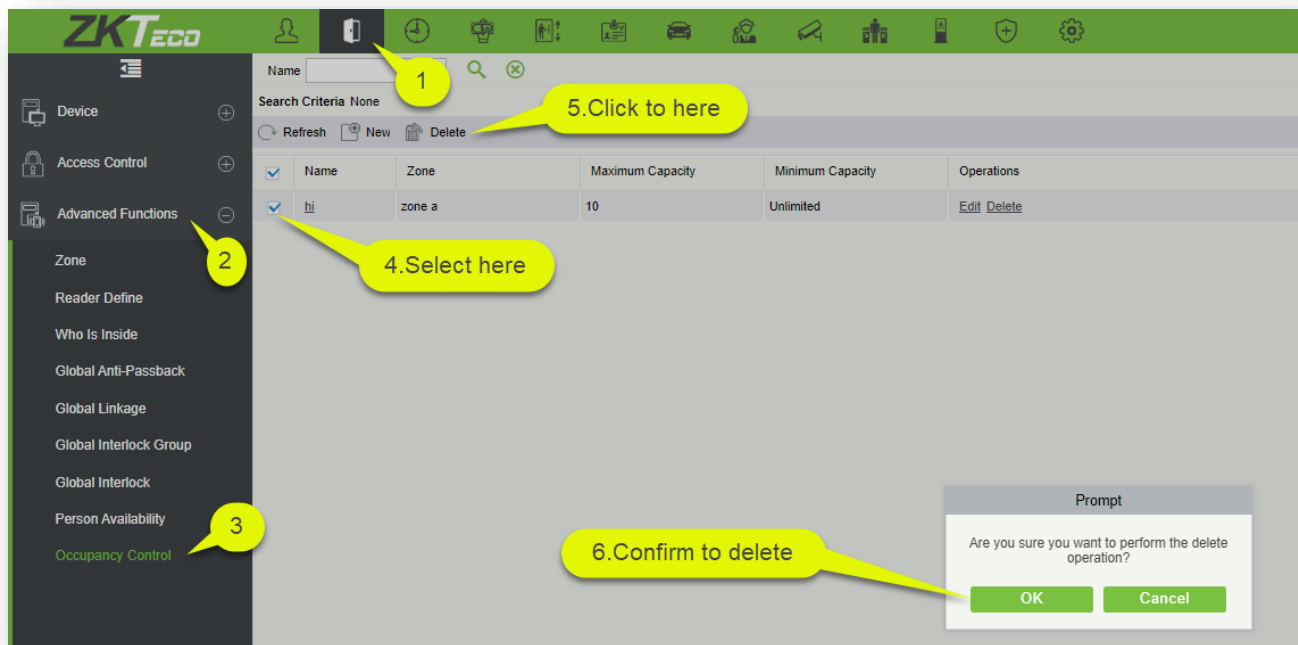 ZKTECO
Name
1
Search Criteria None
5.Click to here
Refresh New Delete
Device
Access Control
Advanced Functions
2
Zone
Reader Define
Who Is Inside
Global Anti-Passback
Global Linkage
Global Interlock Group
Global Interlock
Person Availability
3
Occupancy Control
Name Zone Maximum Capacity Minimum Capacity Operations
hi zone a 10 Unlimited Edit Delete
4.Select here
6.Confirm to delete
Prompt
Are you sure you want to perform the delete
operation?
OK Cancel